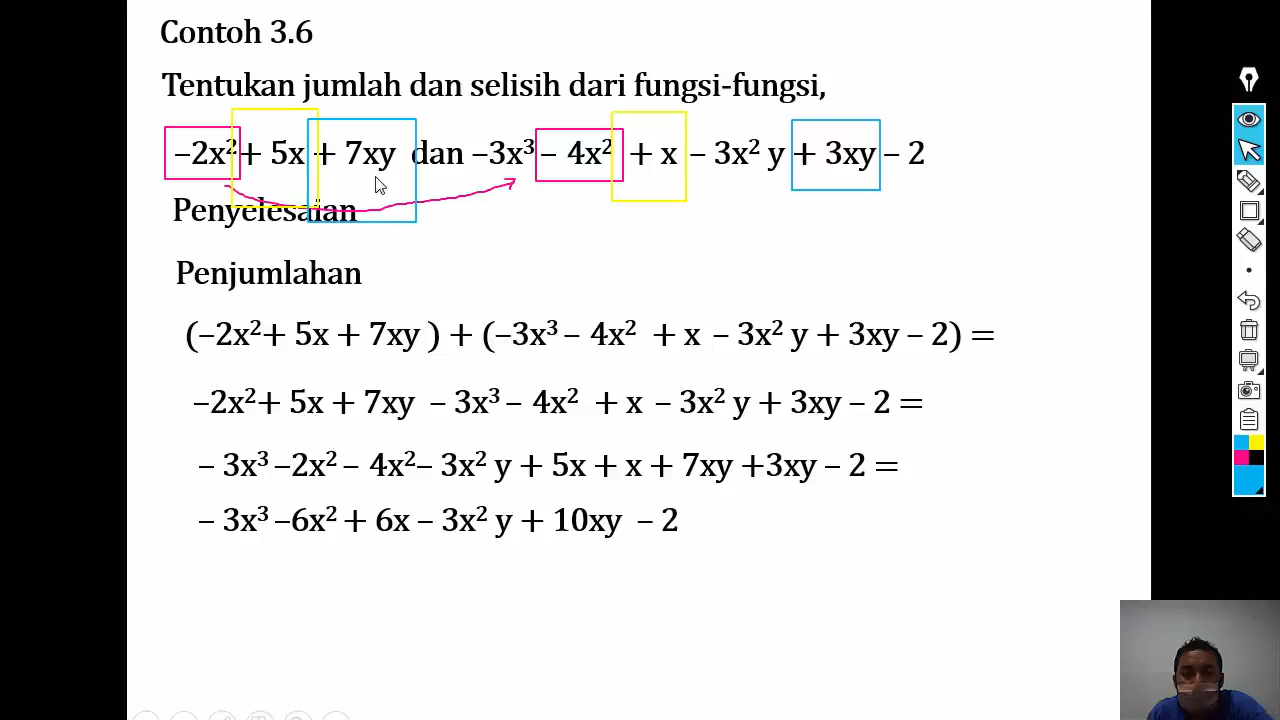 Contoh 3.6
Tentukan jumlah dan selisih dari fungsi-fungsi,
–2x²+ 5x + 7xy dan –3x³ – 4x² + x – 3x² y + 3xy – 2
Penyelesaian
Penjumlahan
(–2x²+ 5x + 7xy ) + (–3x³ – 4x² + x – 3x² y + 3xy – 2) =
–2x²+ 5x + 7xy – 3x³ – 4x² + x – 3x² y + 3xy – 2 =
– 3x³ –2x² – 4x²– 3x² y + 5x + x + 7xy +3xy – 2 =
– 3x³ –6x² + 6x – 3x² y + 10xy – 2